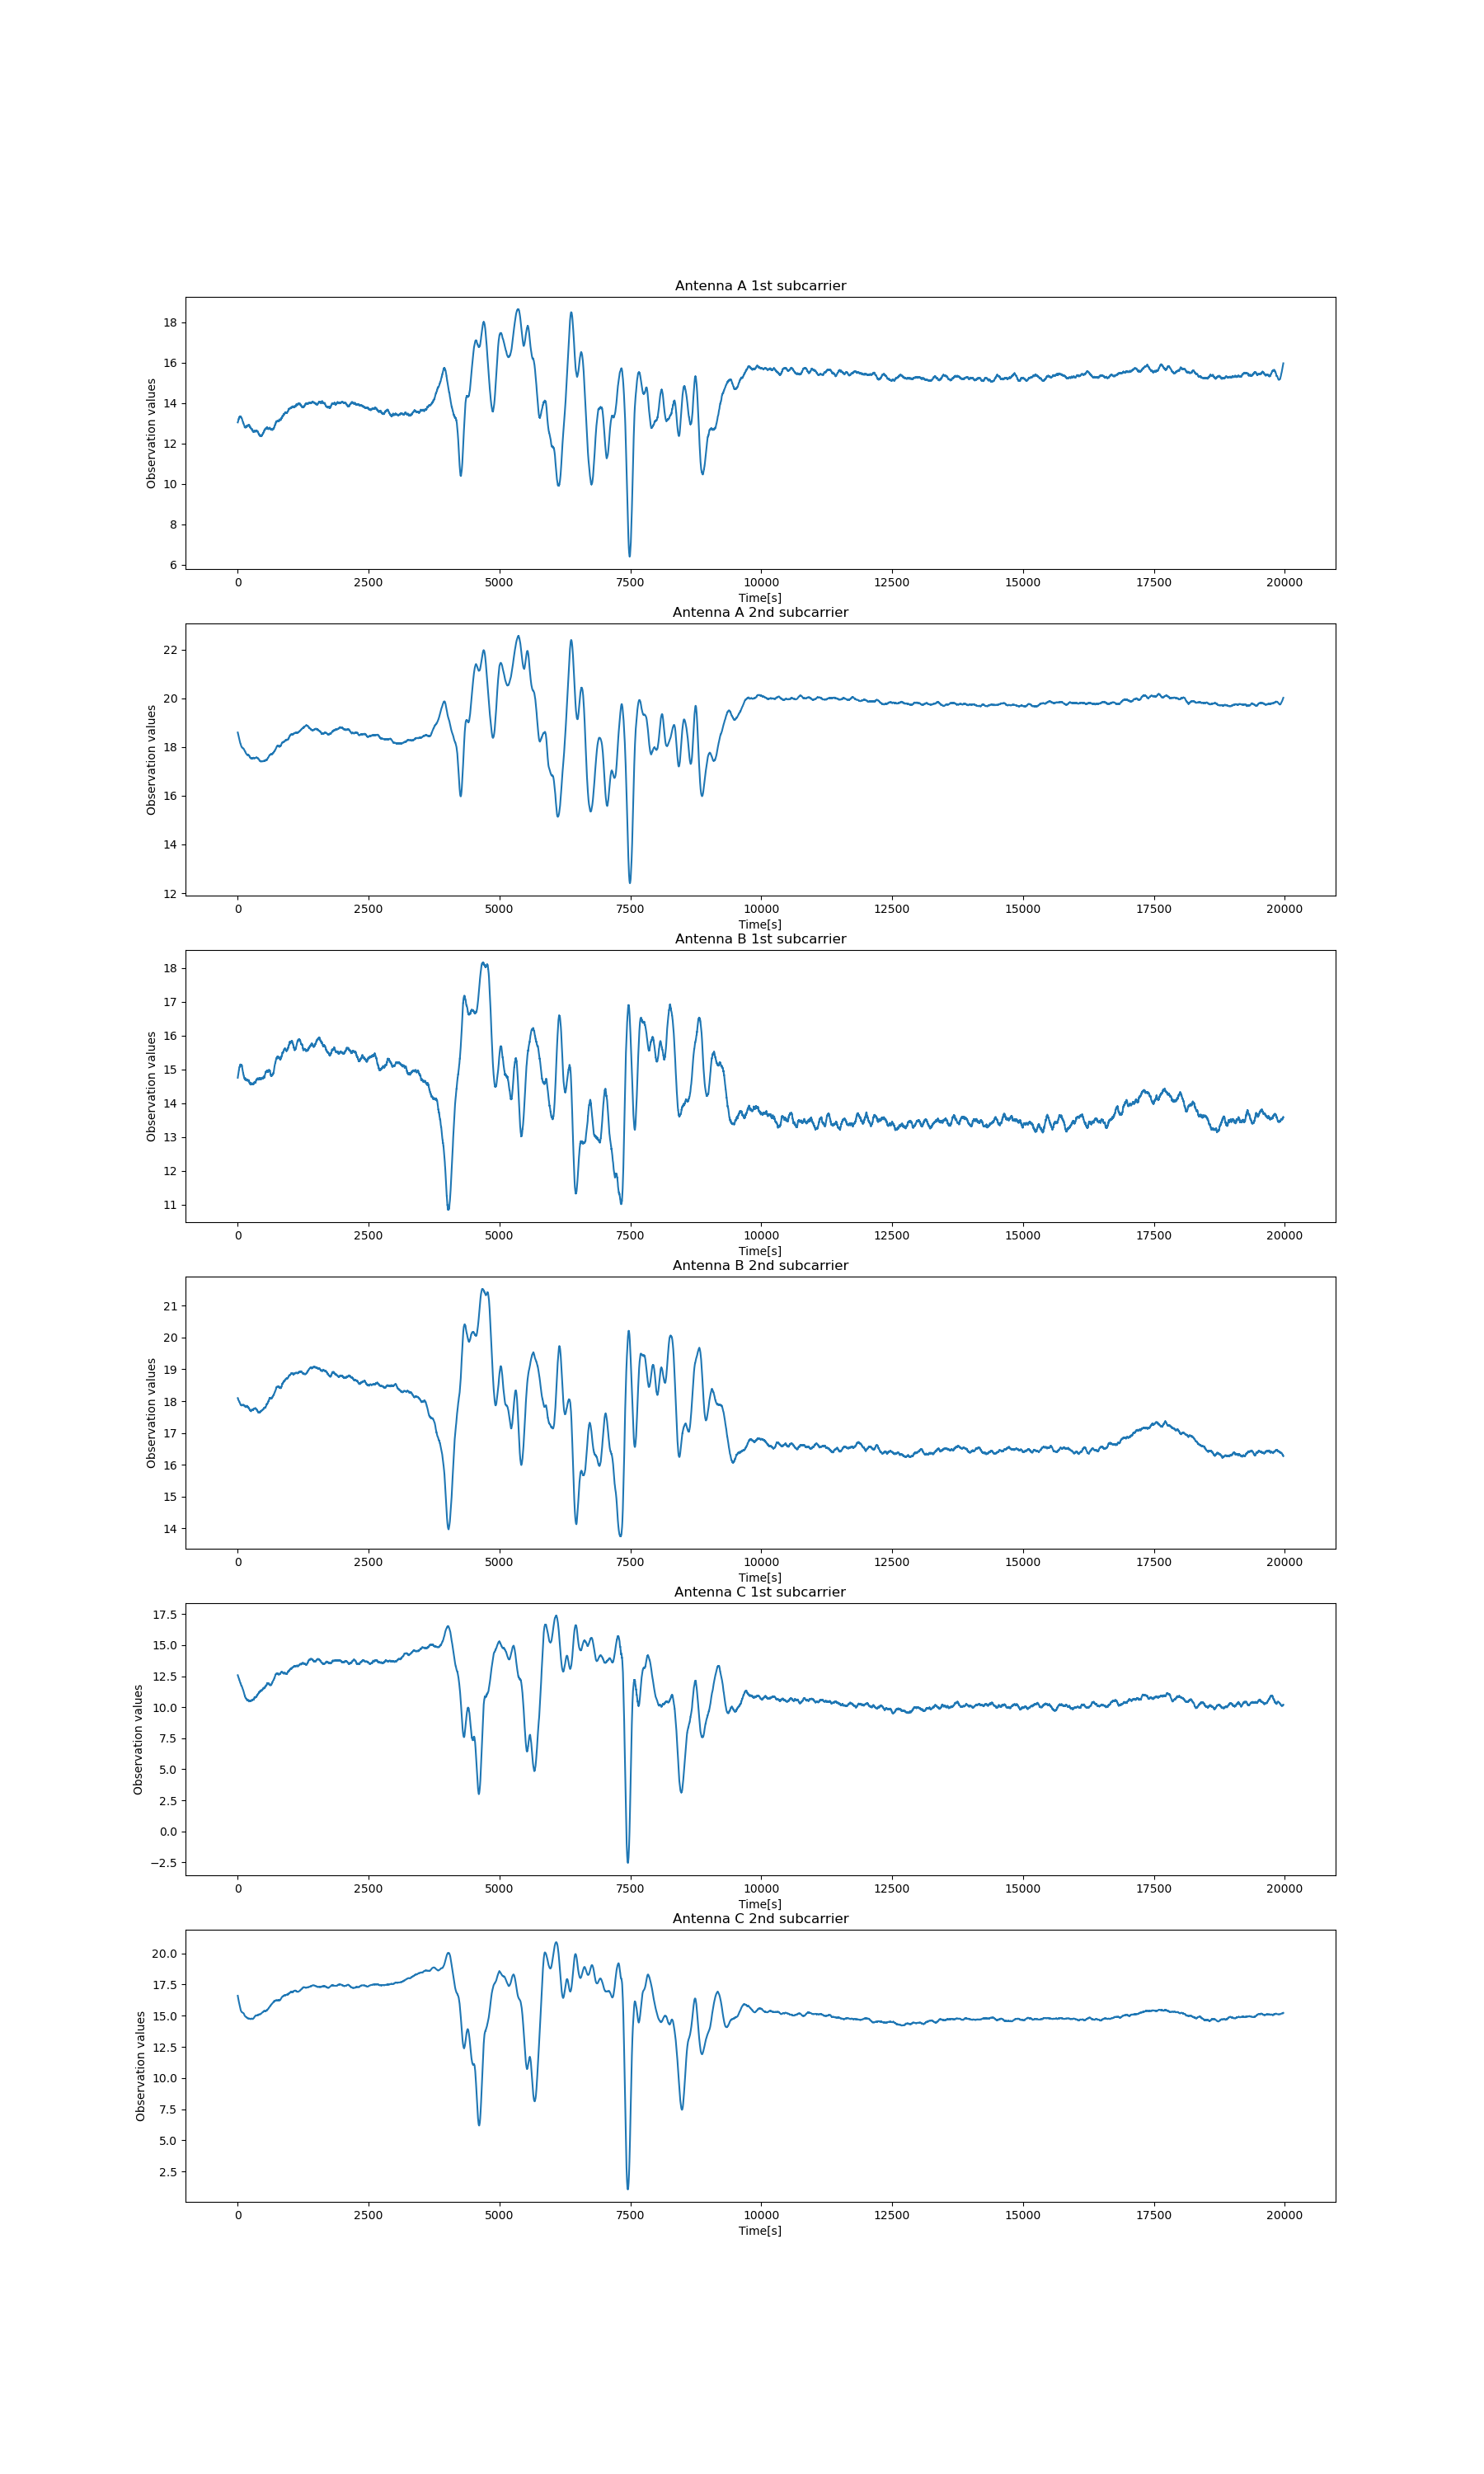 Antenna A 1st subcarrier
Observation values
18
16
14
12
10
8
6
0 2500 5000 7500 10000 12500 15000 17500 20000
Time[s]
Antenna A 2nd subcarrier
Observation values
22
20
18
16
14
12
0 2500 5000 7500 10000 12500 15000 17500 20000
Time[s]
Antenna B 1st subcarrier
Observation values
18
17
16
15
14
13
12
11
0 2500 5000 7500 10000 12500 15000 17500 20000
Time[s]
Antenna B 2nd subcarrier
Observation values
21
20
19
18
17
16
15
14
0 2500 5000 7500 10000 12500 15000 17500 20000
Time[s]
Antenna C 1st subcarrier
Observation values
17.5
15.0
12.5
10.0
7.5
5.0
2.5
0.0
−2.5
0 2500 5000 7500 10000 12500 15000 17500 20000
Time[s]
Antenna C 2nd subcarrier
Observation values
20.0
17.5
15.0
12.5
10.0
7.5
5.0
2.5
0 2500 5000 7500 10000 12500 15000 17500 20000
Time[s]